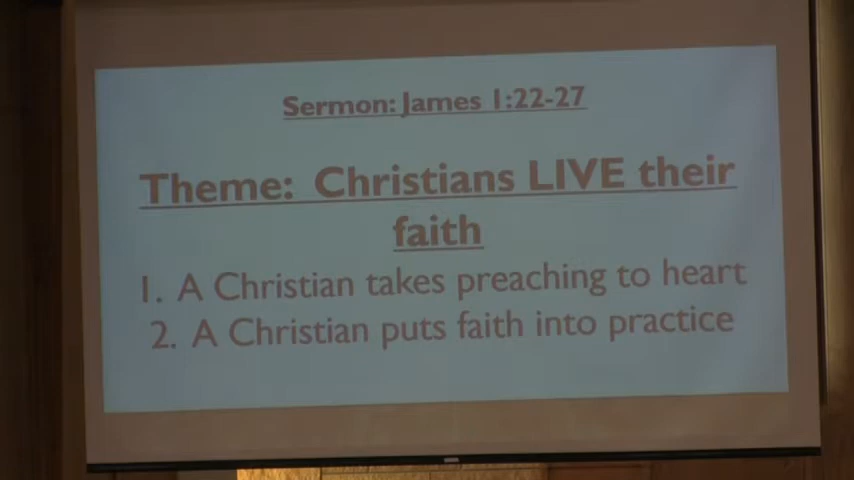 Sermon: James 1:22-27
Theme: Christians LIVE their
faith
1. A Christian takes preaching to heart
2. A Christian puts faith into practice